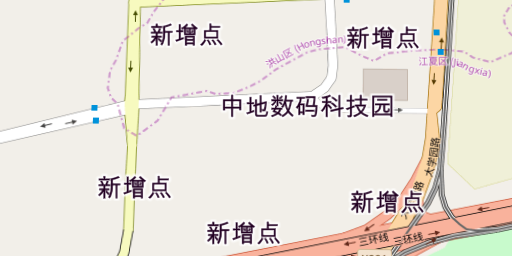 新增点
新增点
洪山区 (Hongshan)
江夏区 (Jiangxia)
中地数码科技园
大学园路
新增点
新增点
路
新增点
三环线
三环线